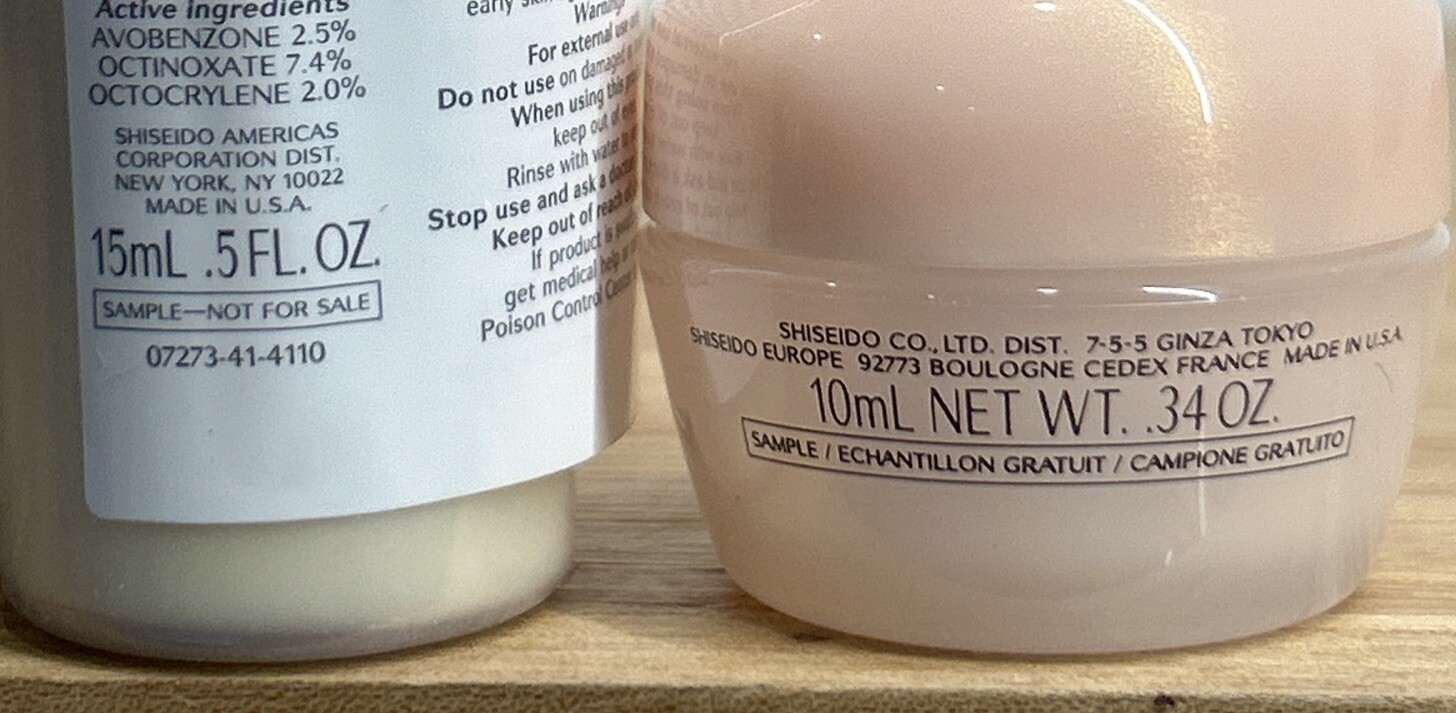 Active Ingredients
AVOBENZONE 2.5%
OCTINOXATE 7.4%
OCTOCRYLENE 2.0%
SHISEIDO AMERICAS
CORPORATION DIST.
NEW YORK, NY 10022
MADE IN U.S.A.
15mL .5 FL. OZ.
SAMPLE—NOT FOR SALE
07273-41-4110
early
For external use
Do not use on damaged
When using this
keep out of
Rinse with water
Stop use and ask a doctor
Keep out of reach of
If product is
get medical help
Poison Control
SHISEIDO CO., LTD. DIST. 7-5-5 GINZA TOKYO
SHISEIDO EUROPE 92773 BOULOGNE CEDEX FRANCE MADE IN U.S.A
10mL NET WT. .34 OZ.
SAMPLE / ECHANTILLON GRATUIT / CAMPIONE GRATUITO